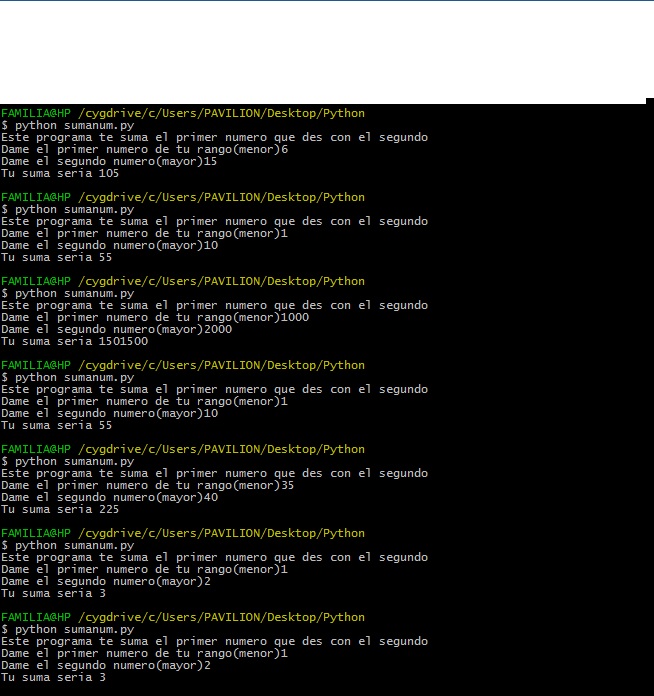 FAMILIA@HP /cygdrive/c/Users/PAVILION/Desktop/Python
$ python sumanum.py
Este programa te suma el primer numero que des con el segundo
Dame el primer numero de tu rango(menor)6
Dame el segundo numero(mayor)15
Tu suma seria 105
FAMILIA@HP /cygdrive/c/Users/PAVILION/Desktop/Python
$ python sumanum.py
Este programa te suma el primer numero que des con el segundo
Dame el primer numero de tu rango(menor)1
Dame el segundo numero(mayor)10
Tu suma seria 55
FAMILIA@HP /cygdrive/c/Users/PAVILION/Desktop/Python
$ python sumanum.py
Este programa te suma el primer numero que des con el segundo
Dame el primer numero de tu rango(menor)1000
Dame el segundo numero(mayor)2000
Tu suma seria 1501500
FAMILIA@HP /cygdrive/c/Users/PAVILION/Desktop/Python
$ python sumanum.py
Este programa te suma el primer numero que des con el segundo
Dame el primer numero de tu rango(menor)1
Dame el segundo numero(mayor)10
Tu suma seria 55
FAMILIA@HP /cygdrive/c/Users/PAVILION/Desktop/Python
$ python sumanum.py
Este programa te suma el primer numero que des con el segundo
Dame el primer numero de tu rango(menor)35
Dame el segundo numero(mayor)40
Tu suma seria 225
FAMILIA@HP /cygdrive/c/Users/PAVILION/Desktop/Python
$ python sumanum.py
Este programa te suma el primer numero que des con el segundo
Dame el primer numero de tu rango(menor)1
Dame el segundo numero(mayor)2
Tu suma seria 3
FAMILIA@HP /cygdrive/c/Users/PAVILION/Desktop/Python
$ python sumanum.py
Este programa te suma el primer numero que des con el segundo
Dame el primer numero de tu rango(menor)1
Dame el segundo numero(mayor)2
Tu suma seria 3